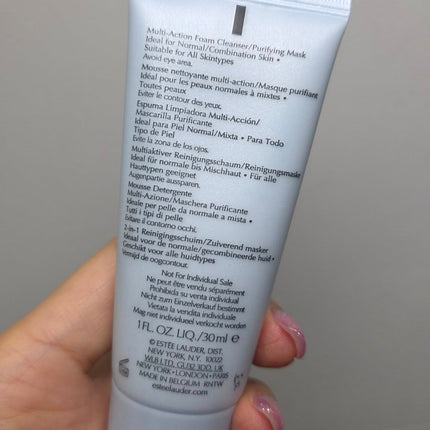 Multi-Action Foam Cleanser/Purifying Mask
Ideal for Normal/Combination Skin •
Suitable for All Skintypes
Avoid eye area.
Mousse nettoyante multi-action/Masque purifiant
Idéal pour les peaux normales à mixtes •
Toutes peaux
Eviter le contour des yeux.
Espuma Limpiadora Multi-Acción/
Mascarilla Purificante
Ideal para Piel Normal/Mixta • Para Todo
Tipo de Piel
Evite la zona de los ojos.
Multiaktiver Reinigungsschaum/Reinigungsmaske
Ideal für normale bis Mischhaut • Für alle
Hauttypen geeignet
Augenpartie aussparen.
Mousse Detergente
Multi-Azione/Maschera Purificante
Ideale per pelle da normale a mista •
Tutti i tipi di pelle
Evitare il contorno occhi.
2-in-1 Reinigingsschuim/Zuiverend masker
Ideaal voor de normale/gecombineerde huid •
Geschikt voor alle huidtypes
Vermijd de oogcontour.
Not For Individual Sale
Ne peut être vendu séparément
Prohibida su venta individual
Nicht zum Einzelverkauf bestimmt
Vietata la vendita individuale
Mag niet individueel verkocht worden
1 FL. OZ. LIQ./30 ml e
© ESTĒE LAUDER, DIST.
NEW YORK, N.Y. 10022
WLB LTD, GU32 3DD, UK
NEW YORK • LONDON • PARIS
MADE IN BELGIUM RNTW
esteelauder.com